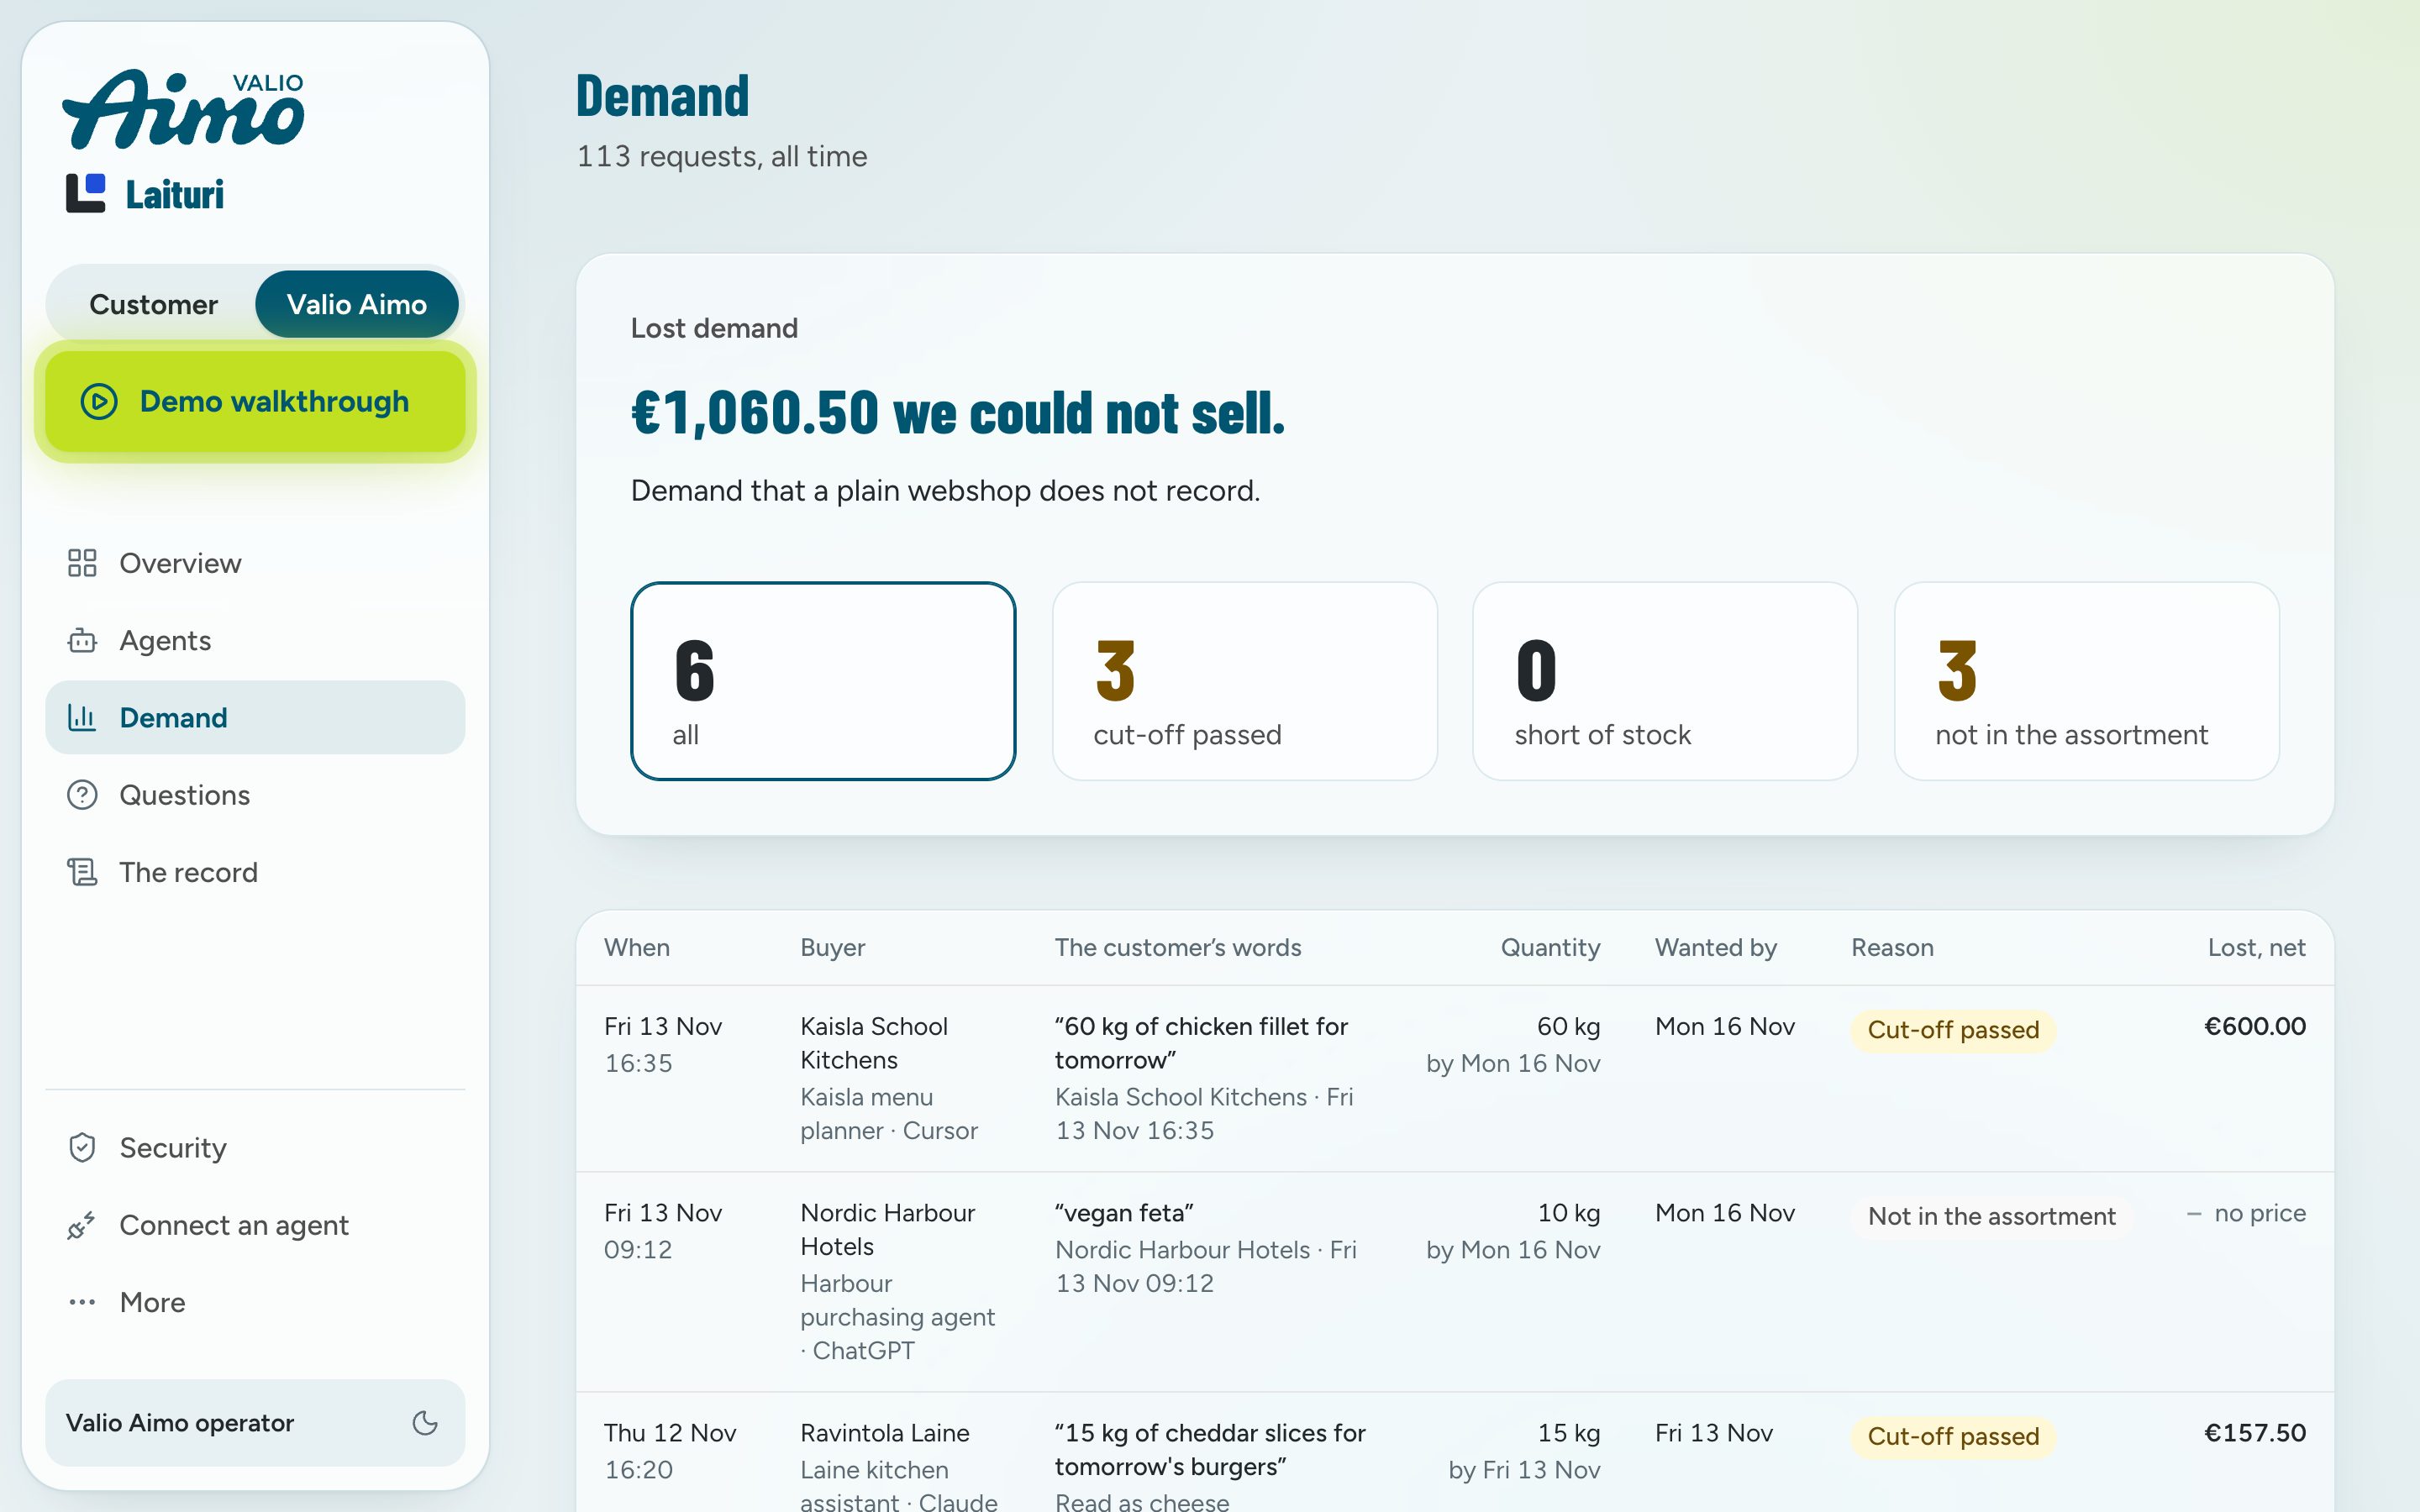 VALIO
Aimo
Laituri
Customer
Valio Aimo
Demo walkthrough
Overview
Agents
Demand
Questions
The record
Security
Connect an agent
More
Valio Aimo operator
Demand
113 requests, all time
Lost demand
€1,060.50 we could not sell.
Demand that a plain webshop does not record.
6
all
3
cut-off passed
0
short of stock
3
not in the assortment
When Buyer The customer’s words Quantity Wanted by Reason Lost, net
Fri 13 Nov
16:35
Kaisla School
Kitchens
Kaisla menu
planner · Cursor
“60 kg of chicken fillet for
tomorrow”
Kaisla School Kitchens · Fri
13 Nov 16:35
60 kg
by Mon 16 Nov
Mon 16 Nov
Cut-off passed
€600.00
Fri 13 Nov
09:12
Nordic Harbour
Hotels
Harbour
purchasing agent
· ChatGPT
“vegan feta”
Nordic Harbour Hotels · Fri
13 Nov 09:12
10 kg
by Mon 16 Nov
Mon 16 Nov
Not in the assortment
– no price
Thu 12 Nov
16:20
Ravintola Laine
Laine kitchen
assistant · Claude
“15 kg of cheddar slices for
tomorrow's burgers”
Read as cheese
15 kg
by Fri 13 Nov
Fri 13 Nov
Cut-off passed
€157.50